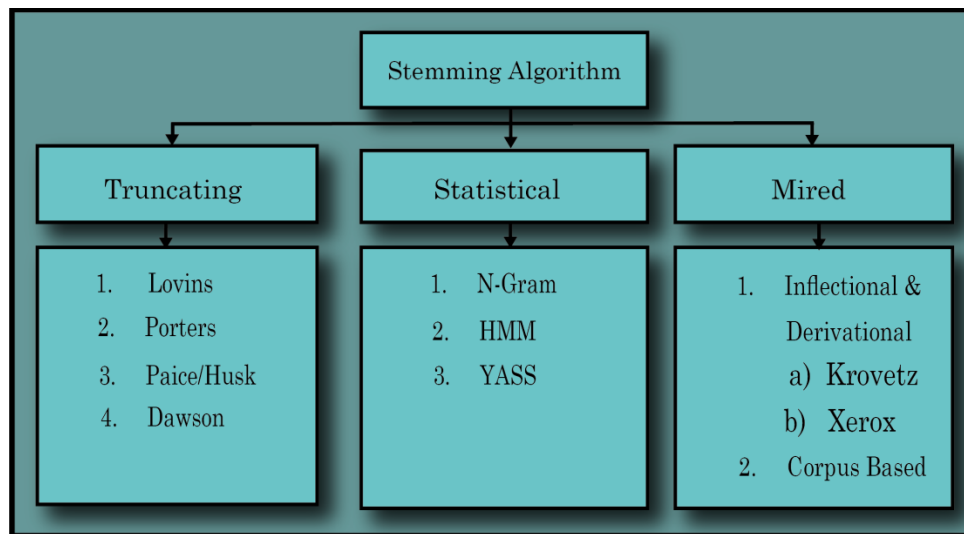 Stemming Algorithm
Truncating
Statistical
Mired
1. Lovins
2. Porters
3. Paice/Husk
4. Dawson
1. N-Gram
2. HMM
3. YASS
1. Inflectional &
Derivational
a) Krovetz
b) Xerox
2. Corpus Based